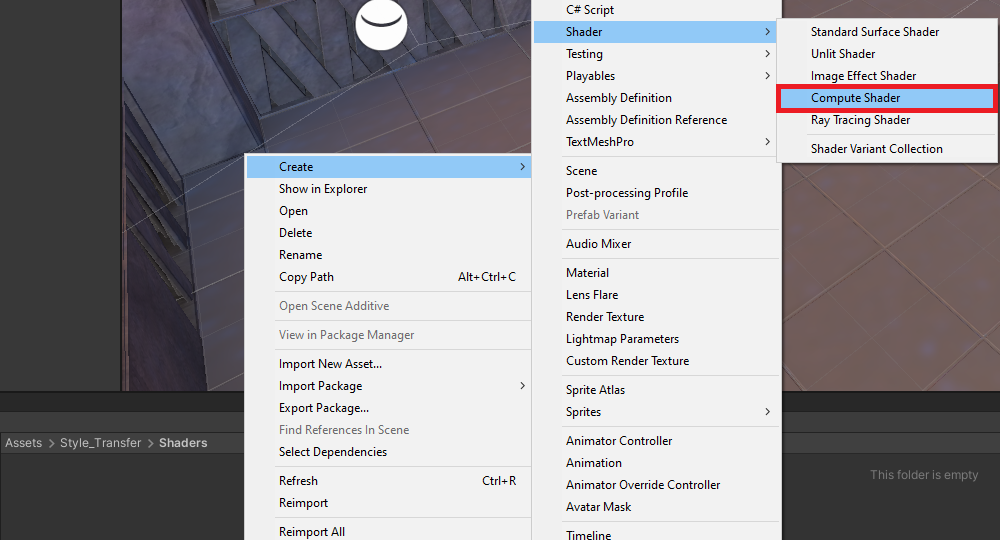 C# Script
Shader
Testing
Playables
Assembly Definition
Assembly Definition Reference
TextMeshPro
Scene
Post-processing Profile
Prefab Variant
Audio Mixer
Material
Lens Flare
Render Texture
Lightmap Parameters
Custom Render Texture
Sprite Atlas
Sprites
Animator Controller
Animation
Animator Override Controller
Avatar Mask
Timeline
Standard Surface Shader
Unlit Shader
Image Effect Shader
Compute Shader
Ray Tracing Shader
Shader Variant Collection
Create
Show in Explorer
Open
Delete
Rename
Copy Path Alt+Ctrl+C
Open Scene Additive
View in Package Manager
Import New Asset...
Import Package
Export Package...
Find References In Scene
Select Dependencies
Refresh Ctrl+R
Reimport
Reimport All
Assets > Style_Transfer > Shaders
This folder is empty